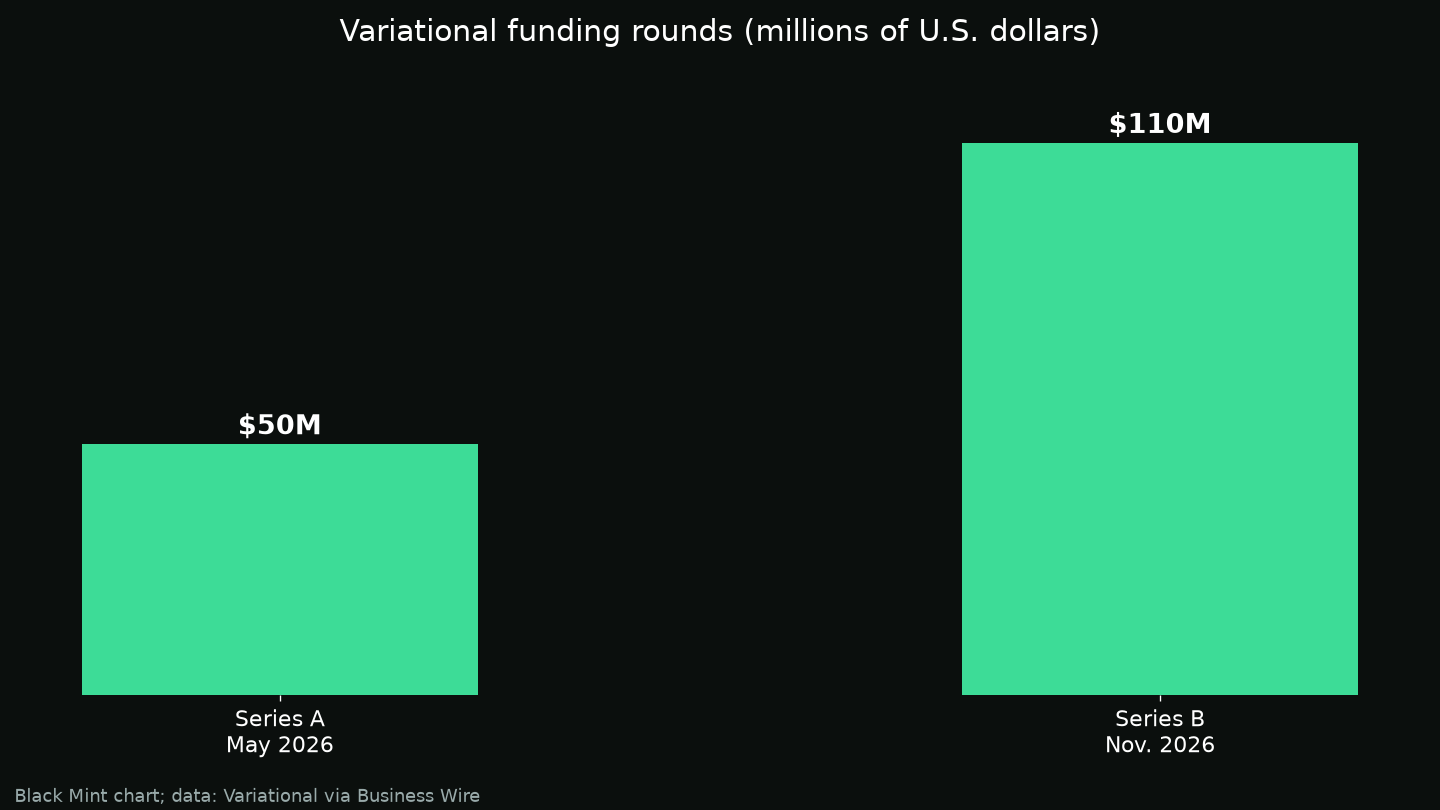 Variational funding rounds (millions of U.S. dollars)
$50M
$110M
Series A
May 2026
Series B
Nov. 2026
Black Mint chart; data: Variational via Business Wire